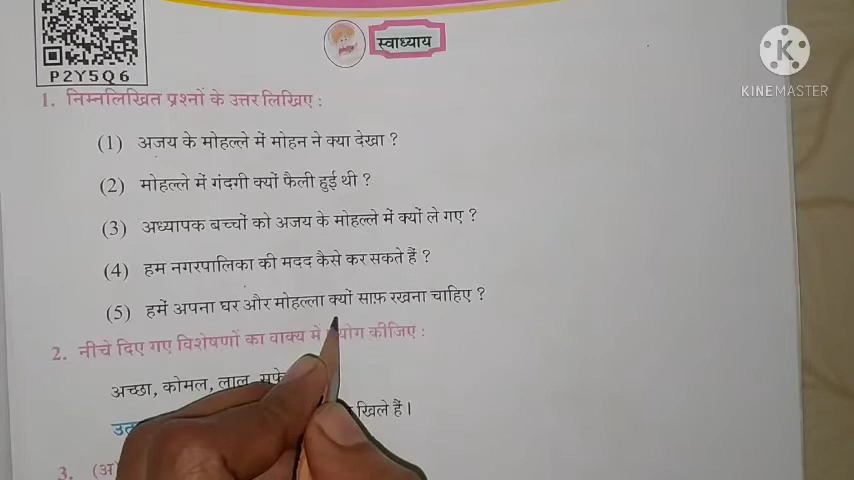 P2Y5Q6
स्वाध्याय
KINEMASTER
1. निम्नलिखित प्रश्नों के उत्तर लिखिए :
(1) अजय के मोहल्ले में मोहन ने क्या देखा ?
(2) मोहल्ले में गंदगी क्यों फैली हुई थी ?
(3) अध्यापक बच्चों को अजय के मोहल्ले में क्यों ले गए ?
(4) हम नगरपालिका की मदद कैसे कर सकते हैं ?
(5) हमें अपना घर और मोहल्ला क्यों साफ़ रखना चाहिए ?
2. नीचे दिए गए विशेषणों का वाक्य में कीजिए :
अच्छा, कोमल, लाल,
खिले हैं।
3. (अ)